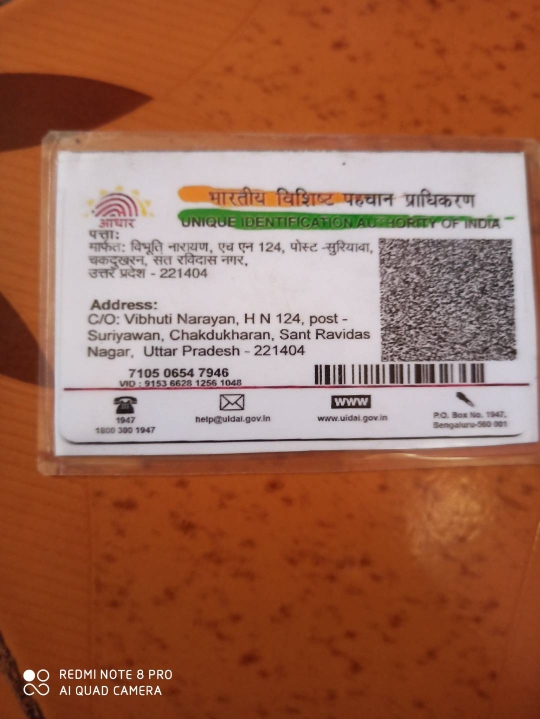 भारतीय विशिष्ट पहचान प्राधिकरण
UNIQUE IDENTIFICATION AUTHORITY OF INDIA
आधार
पत्ताः
मार्फत: विभूति नारायण, एच एन 124, पोस्ट -सुरियावा,
चकदुखरन, संत रविदास नगर,
उत्तर प्रदेश - 221404
Address:
C/O: Vibhuti Narayan, H N 124, post -
Suriyawan, Chakdukharan, Sant Ravidas
Nagar, Uttar Pradesh - 221404
7105 0654 7946
VID : 9153 6628 1256 1048
1947
1800 300 1947
help@uidai.gov.in
www
www.uidai.gov.in
P.O. Box No. 1947,
Bengaluru-560 001
REDMI NOTE 8 PRO
AI QUAD CAMERA